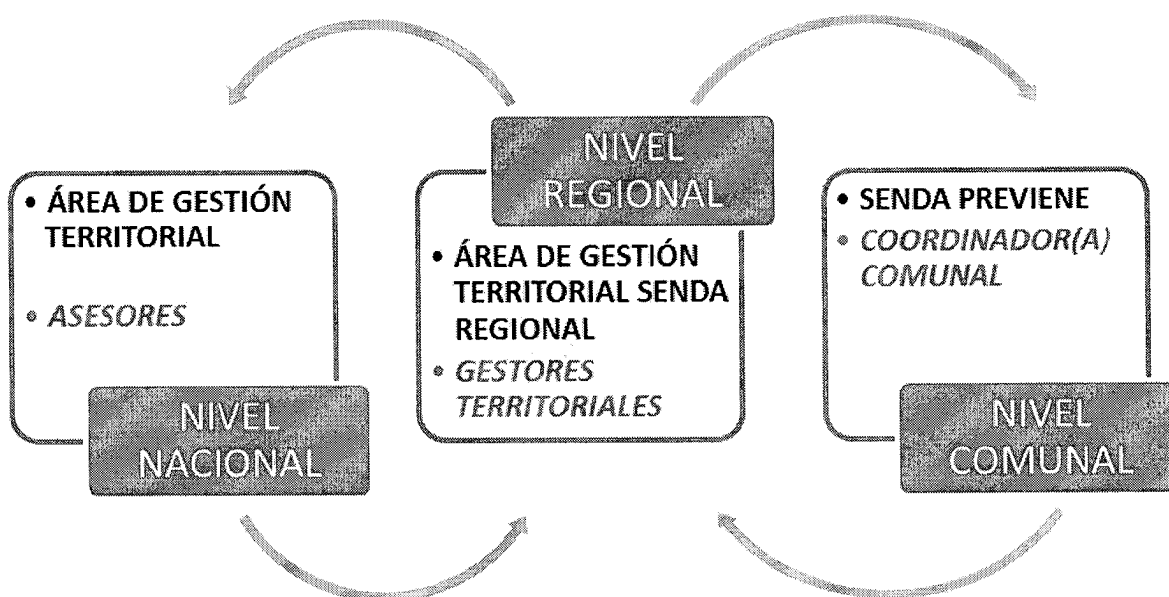 • ÁREA DE GESTIÓN
TERRITORIAL
• ASESORES
NIVEL
NACIONAL
NIVEL
REGIONAL
• ÁREA DE GESTIÓN
TERRITORIAL SENDA
REGIONAL
• GESTORES
TERRITORIALES
• SENDA PREVIENE
• COORDINADOR(A)
COMUNAL
NIVEL
COMUNAL